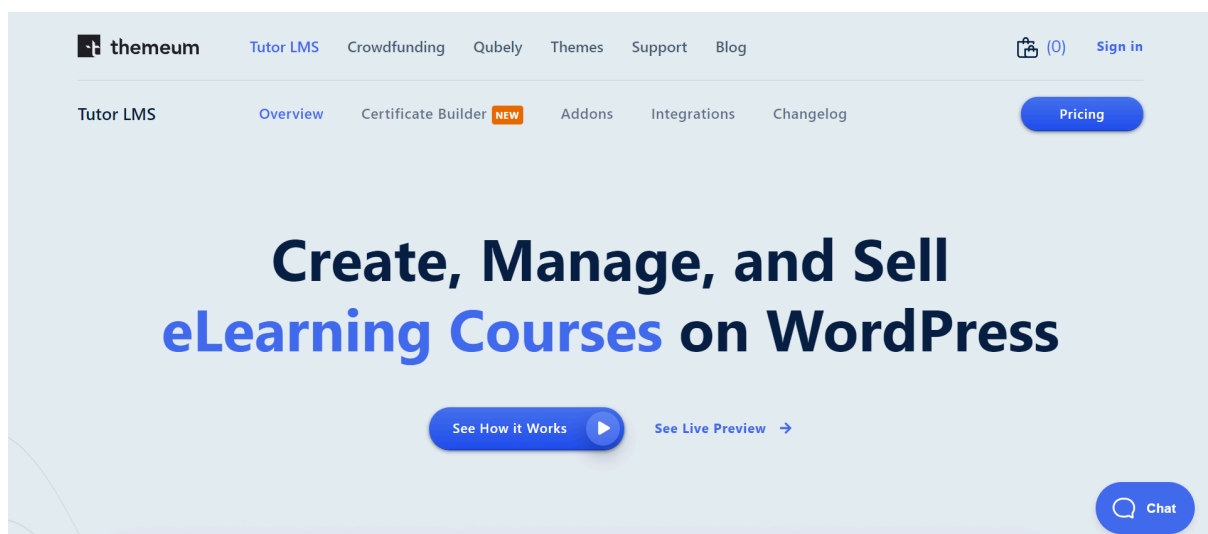 themeum Tutor LMS Crowdfunding Qubely Themes Support Blog (0) Sign in
Tutor LMS Overview Certificate Builder NEW Addons Integrations Changelog Pricing
Create, Manage, and Sell
eLearning Courses on WordPress
See How it Works See Live Preview →
Chat